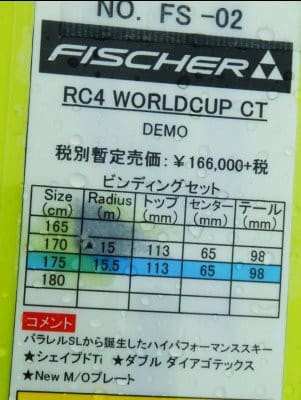 NO. FS -02
FISCHER
RC4 WORLDCUP CT
DEMO
税別暫定売価：￥166,000+税
ビンディングセット
Size (cm) Radius (m) トップ (mm) センター (mm) テール (mm)
165
170 ▲15 113 65 98
175 15.5 113 65 98
180
コメント
パラレルSLから誕生したハイパフォーマンススキー
★シェイプドTi ★ダブル ダイアゴテックス
★New M/Oプレート